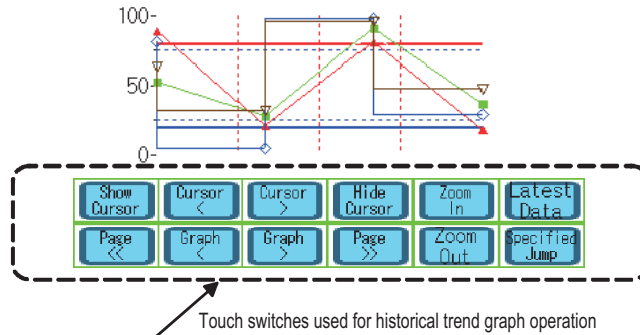 100-
50-
0-
Show Cursor
Cursor <
Cursor >
Hide Cursor
Zoom In
Latest Data
Page <<
Graph <
Graph >
Page >>
Zoom Out
Specified Jump
Touch switches used for historical trend graph operation